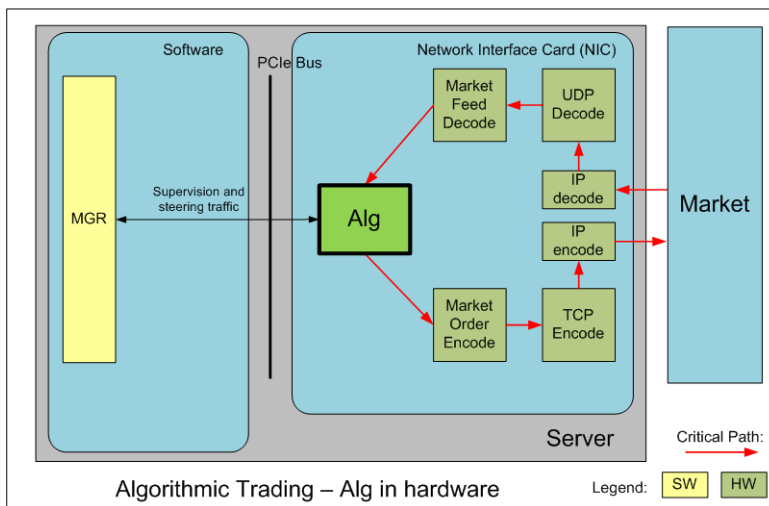 Software
PCIe Bus
Network Interface Card (NIC)
Market
Feed
Decode
UDP
Decode
IP
decode
Supervision and
steering traffic
MGR
Alg
Market
IP
encode
Market
Order
Encode
TCP
Encode
Server
Critical Path:
Algorithmic Trading – Alg in hardware
Legend:
SW
HW